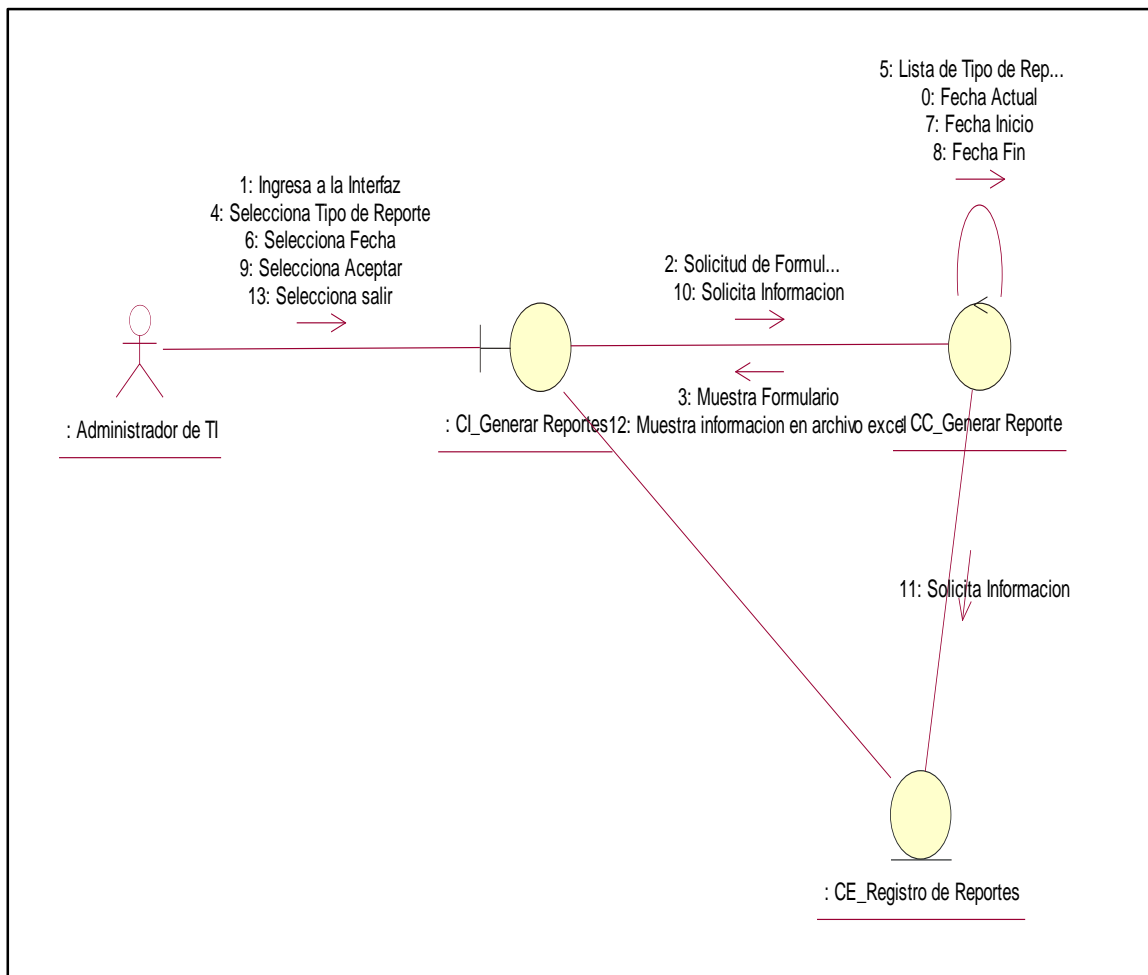 5: Lista de Tipo de Rep...
0: Fecha Actual
7: Fecha Inicio
8: Fecha Fin
1: Ingresa a la Interfaz
4: Selecciona Tipo de Reporte
6: Selecciona Fecha
9: Selecciona Aceptar
13: Selecciona salir
2: Solicitud de Formul...
10: Solicita Informacion
3: Muestra Formulario
12: Muestra informacion en archivo excel
: Administrador de TI
: CI_Generar Reportes
: CC_Generar Reporte
11: Solicita Informacion
: CE_Registro de Reportes